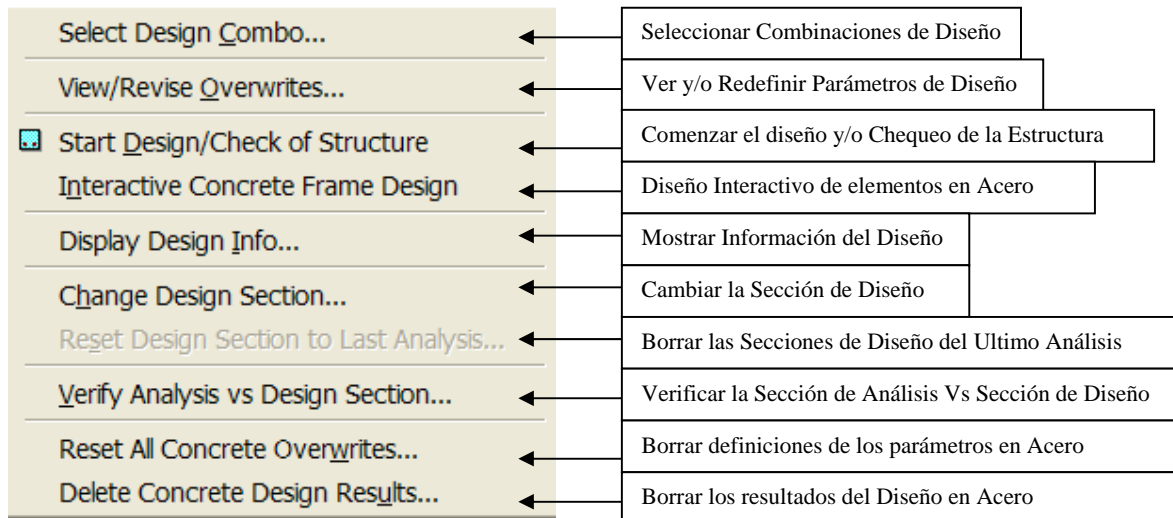 Select Design Combo... Seleccionar Combinaciones de Diseño
View/Revise Overwrites... Ver y/o Redefinir Parámetros de Diseño
Start Design/Check of Structure Comenzar el diseño y/o Chequeo de la Estructura
Interactive Concrete Frame Design Diseño Interactivo de elementos en Acero
Display Design Info... Mostrar Información del Diseño
Change Design Section... Cambiar la Sección de Diseño
Reset Design Section to Last Analysis... Borrar las Secciones de Diseño del Ultimo Análisis
Verify Analysis vs Design Section... Verificar la Sección de Análisis Vs Sección de Diseño
Reset All Concrete Overwrites... Borrar definiciones de los parámetros en Acero
Delete Concrete Design Results... Borrar los resultados del Diseño en Acero